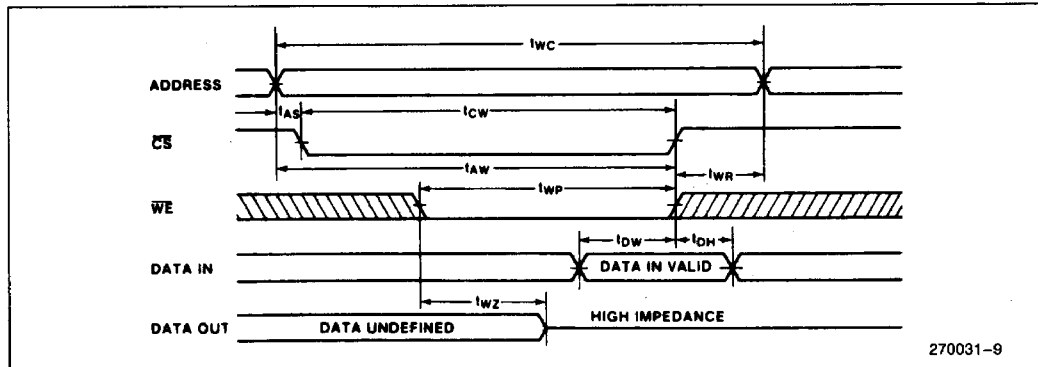 tWC
ADDRESS
tAS
tCW
CS
tAW
tWR
tWP
WE
tDW
tDH
DATA IN
DATA IN VALID
tWZ
DATA OUT
DATA UNDEFINED
HIGH IMPEDANCE
270031-9